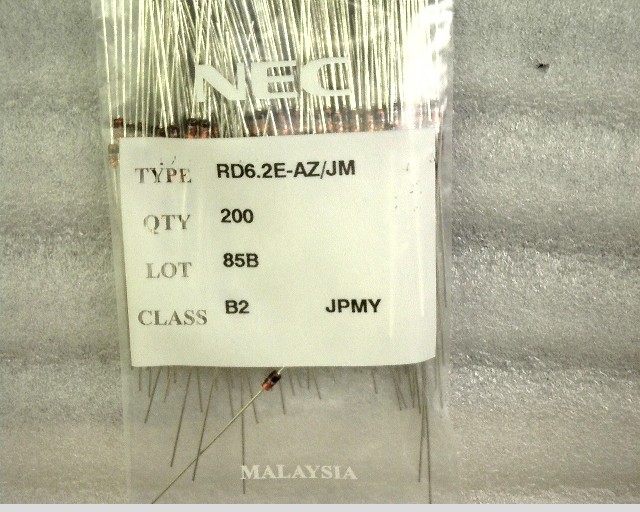 NEC
TYPE RD6.2E-AZ/JM
QTY 200
LOT 85B
CLASS B2 JPMY
MALAYSIA